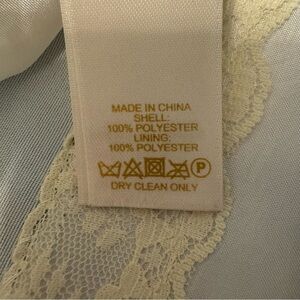 MADE IN CHINA
SHELL:
100% POLYESTER
LINING:
100% POLYESTER
P
DRY CLEAN ONLY